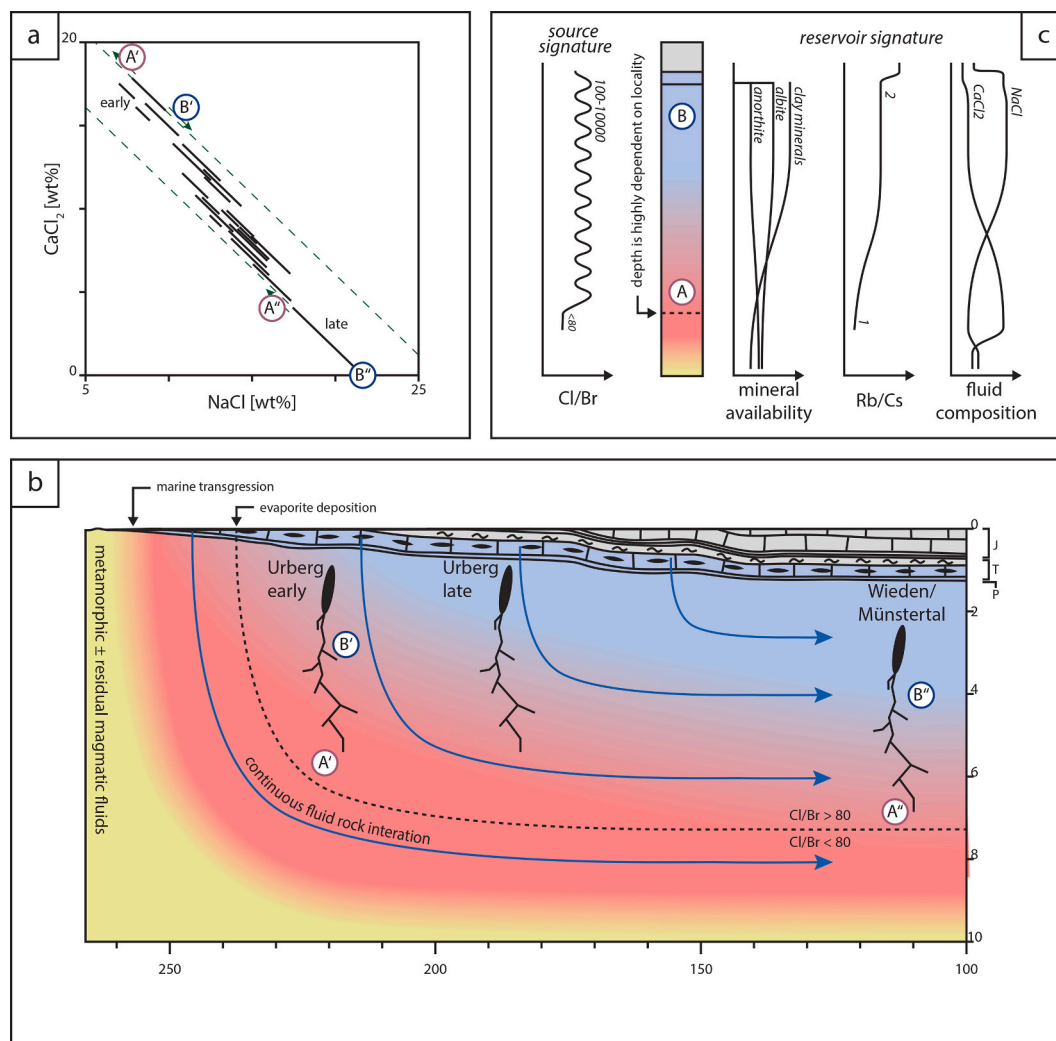 a
20
CaCl2 [wt%]
0
5
25
NaCl [wt%]
A'
B'
early
A"
late
B"
c
source
signature
reservoir signature
100-10000
<80
Cl/Br
depth is highly dependent on locality
B
A
anorthite
albite
clay minerals
mineral
availability
2
1
Rb/Cs
CaCl2
NaCl
fluid
composition
b
marine transgression
evaporite deposition
metamorphic ± residual magmatic fluids
Urberg
early
B'
A'
Urberg
late
Wieden/
Münstertal
B"
A"
continuous fluid rock interation
Cl/Br > 80
Cl/Br < 80
0
2
4
6
8
10
J
T
P
250
200
150
100